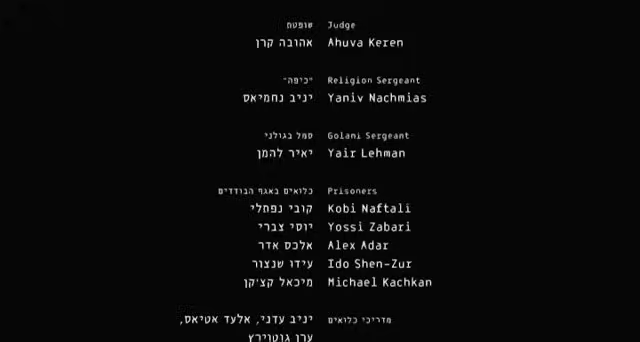 שופטת Judge
אהובה קרן Ahuva Keren
"כיפה" Religion Sergeant
יניב נחמיאס Yaniv Nachmias
סמל בגולני Golani Sergeant
יאיר להמן Yair Lehman
כלואים באגף הבודדים Prisoners
קובי נפתלי Kobi Naftali
יוסי צברי Yossi Zabari
אלכס אדר Alex Adar
עידו שנצור Ido Shen-Zur
מיכאל קצ'קן Michael Kachkan
יניב עדני, אלעד אטיאס, מדריכי כלואים
ערן גוטוירץ